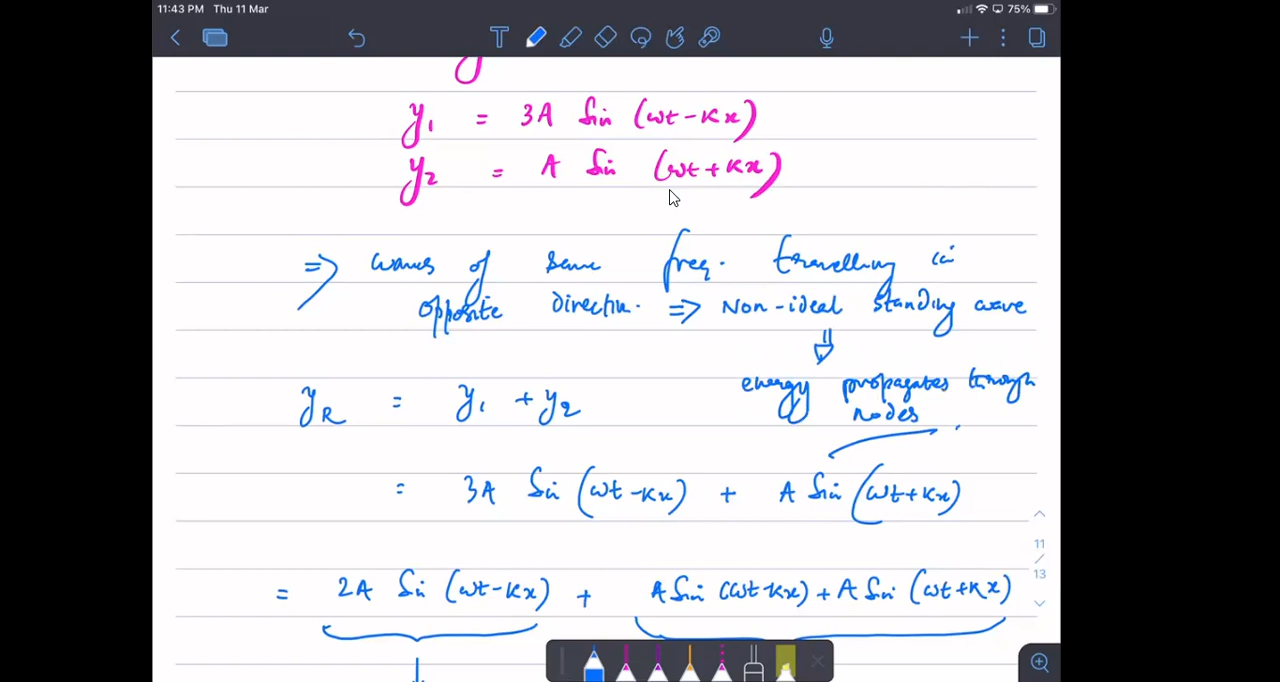 11:43 PM Thu 11 Mar 75%
y
y₁ = 3A Sin (ωt - Kx)
y₂ = A Sin (ωt + Kx)
⇒ waves of same freq. travelling in
opposite direction. ⇒ Non-ideal standing wave
⇓
energy propagates through
nodes
y_R = y₁ + y₂
= 3A Sin (ωt - Kx) + A Sin (ωt + Kx)
11
/
13
= 2A Sin (ωt - Kx) + A Sin (ωt - Kx) + A Sin (ωt + Kx)